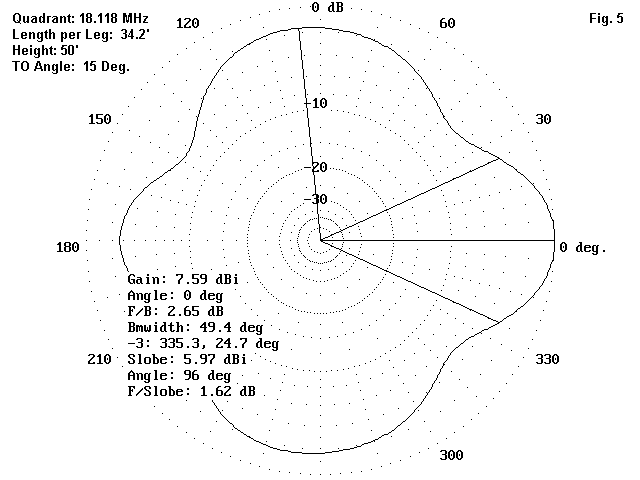 Quadrant: 18.118 MHz
Length per Leg: 34.2'
Height: 50'
TO Angle: 15 Deg.
0 dB
Fig. 5
120
60
-10
150
30
-20
-30
180
0 deg.
Gain: 7.59 dBi
Angle: 0 deg
F/B: 2.65 dB
Bmwidth: 49.4 deg
-3: 335.3, 24.7 deg
Slobe: 5.97 dBi
Angle: 96 deg
F/Slobe: 1.62 dB
210
330
300